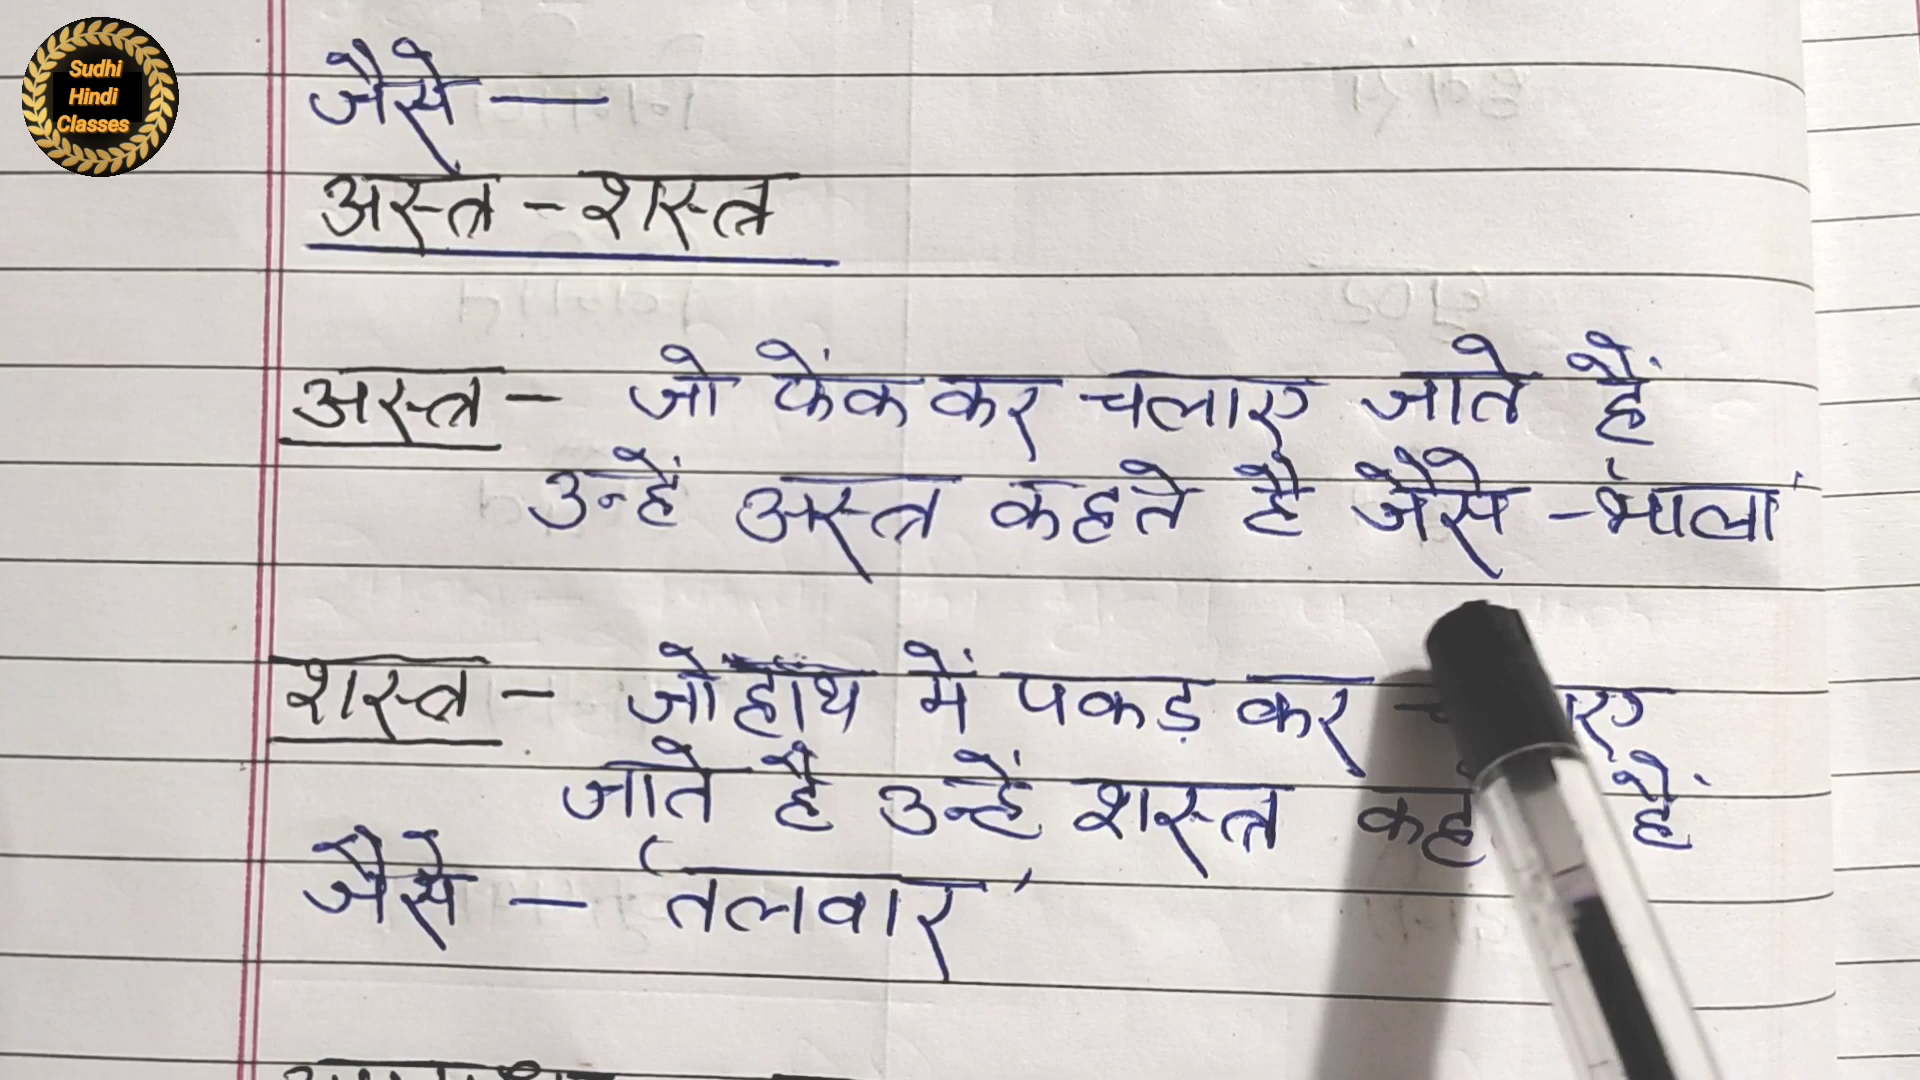 Sudhi
Hindi
Classes
जैसे —
अस्त्र - शस्त्र
अस्त्र - जो फेंक कर चलाए जाते हैं
उन्हें अस्त्र कहते है जैसे - 'भाला'
शस्त्र - जो हाथ में पकड़ कर
जाते है उन्हें शस्त्र हैं
जैसे - 'तलवार'